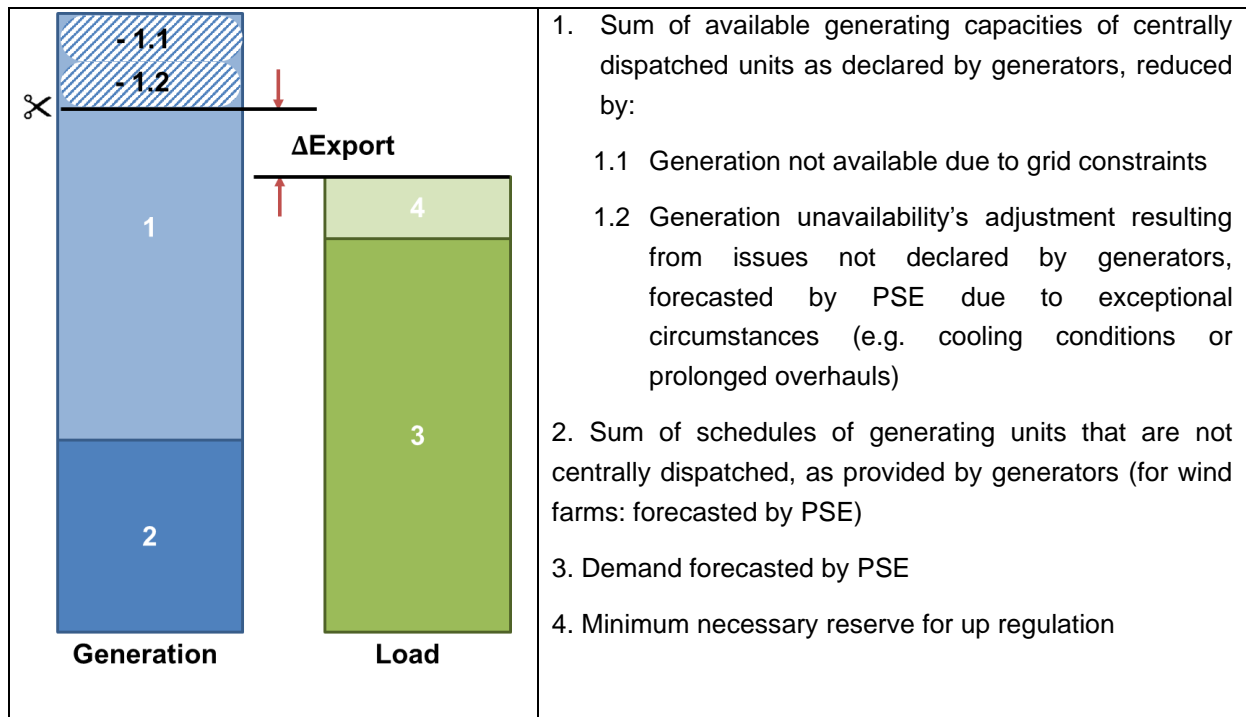 - 1.1
- 1.2
ΔExport
4
1
3
2
Generation
Load
1. Sum of available generating capacities of centrally
dispatched units as declared by generators, reduced
by:
1.1 Generation not available due to grid constraints
1.2 Generation unavailability’s adjustment resulting
from issues not declared by generators,
forecasted by PSE due to exceptional
circumstances (e.g. cooling conditions or
prolonged overhauls)
2. Sum of schedules of generating units that are not
centrally dispatched, as provided by generators (for wind
farms: forecasted by PSE)
3. Demand forecasted by PSE
4. Minimum necessary reserve for up regulation